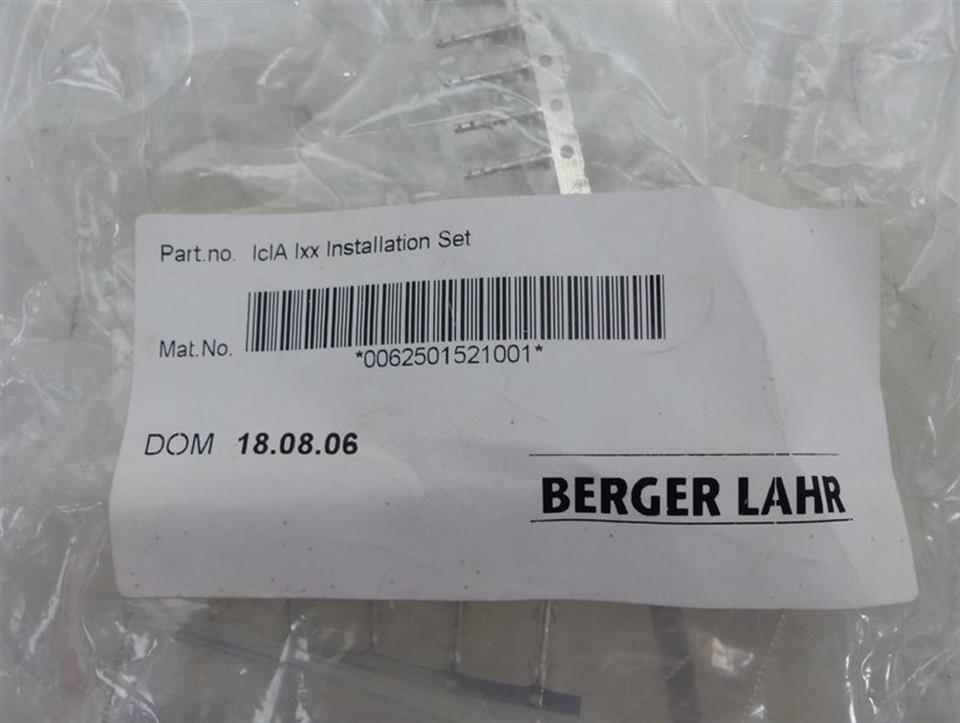 Part.no. IclA Ixx Installation Set
Mat.No.
*0062501521001*
DOM 18.08.06
BERGER LAHR